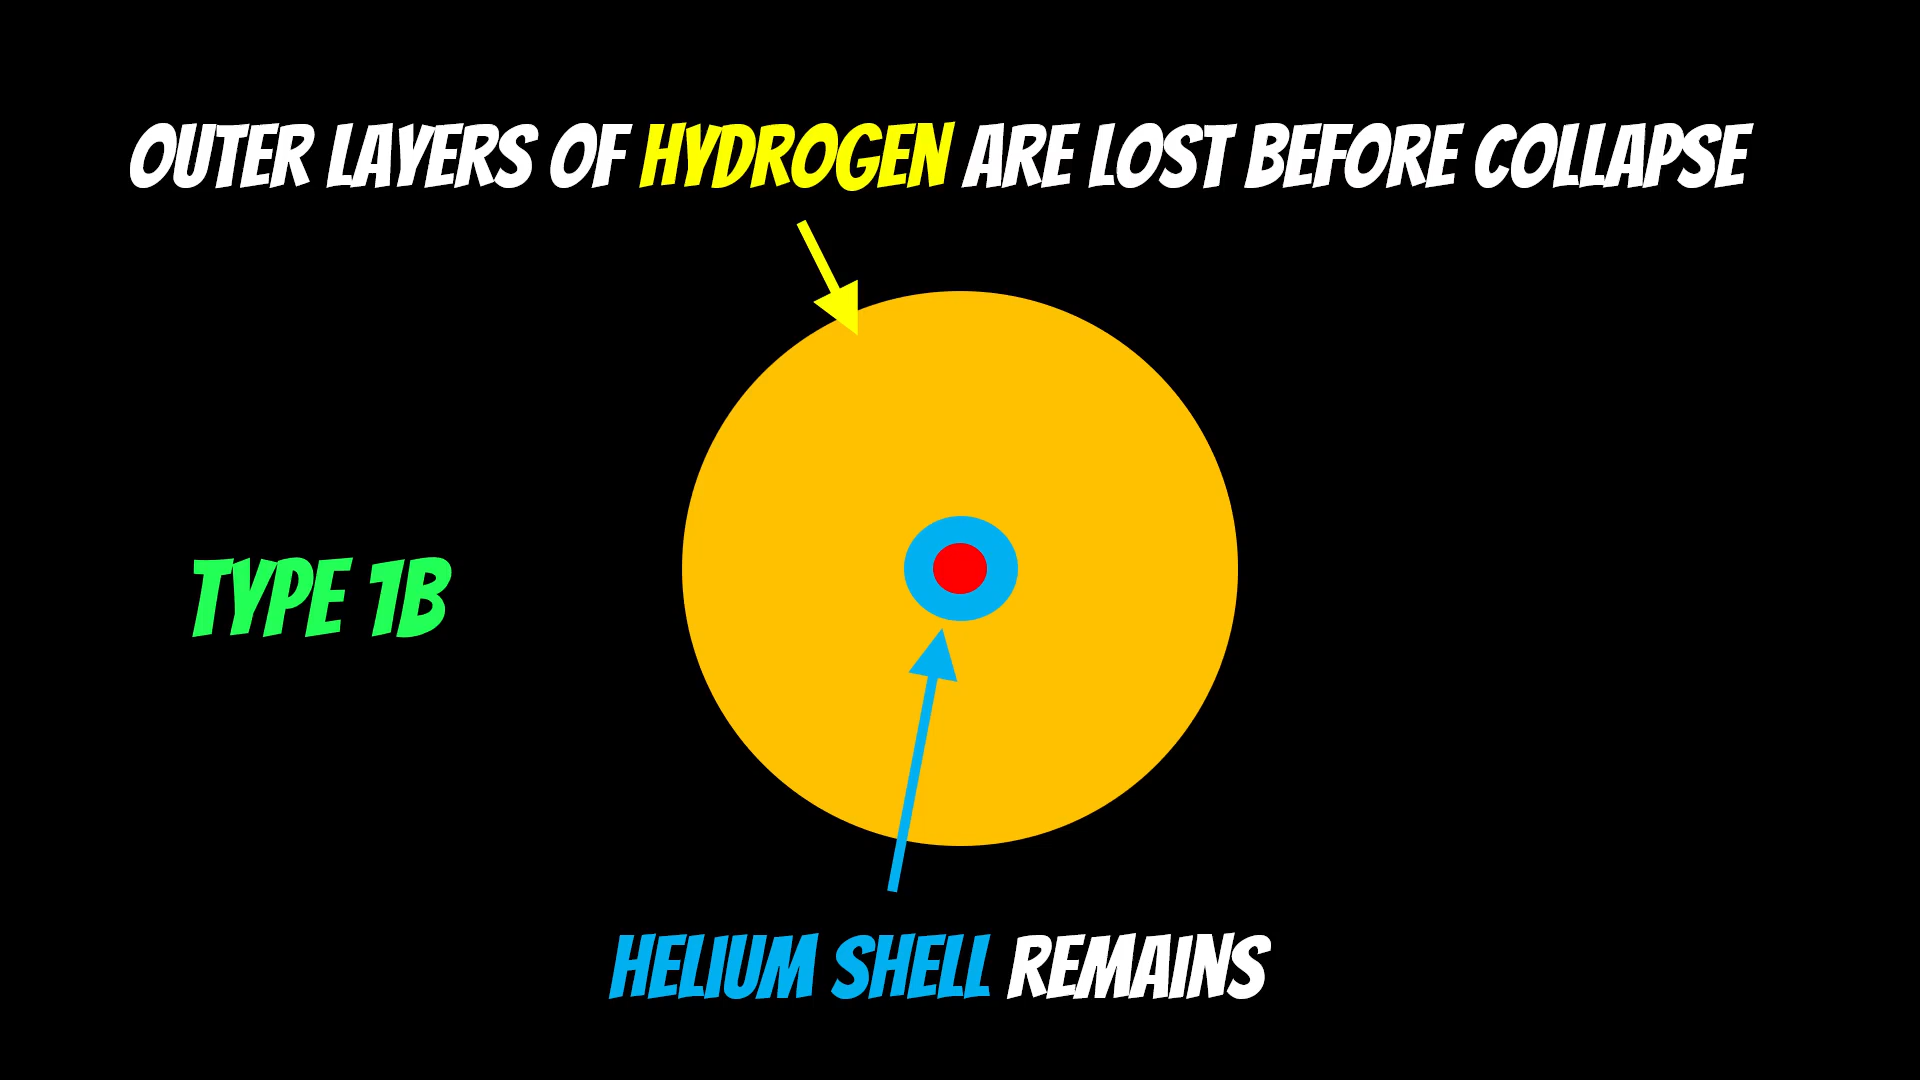 OUTER LAYERS OF HYDROGEN ARE LOST BEFORE COLLAPSE
TYPE 1B
HELIUM SHELL REMAINS